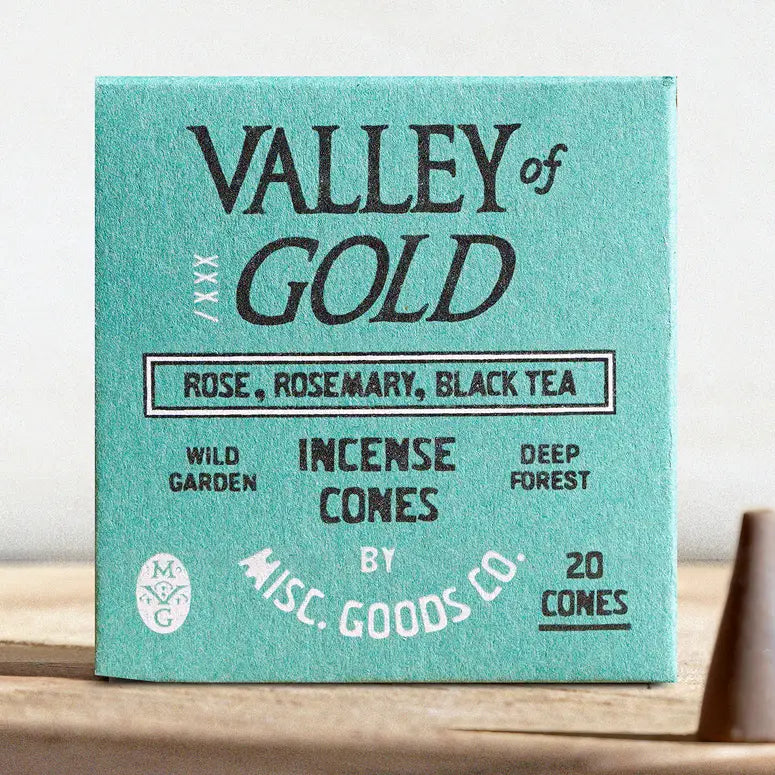 VALLEY of
GOLD
XXX/
ROSE, ROSEMARY, BLACK TEA
WILD
GARDEN
INCENSE
CONES
DEEP
FOREST
BY
MISC. GOODS CO.
M
G
20
CONES